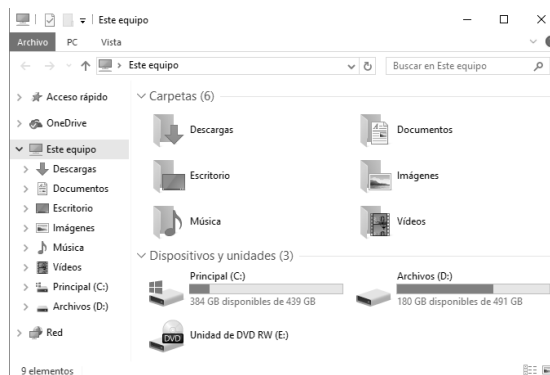 Este equipo
Archivo PC Vista
Este equipo
Buscar en Este equipo
Acceso rápido
OneDrive
Este equipo
Descargas
Documentos
Escritorio
Imágenes
Música
Vídeos
Principal (C:)
Archivos (D:)
Red
Carpetas (6)
Descargas
Documentos
Escritorio
Imágenes
Música
Vídeos
Dispositivos y unidades (3)
Principal (C:)
384 GB disponibles de 439 GB
Archivos (D:)
180 GB disponibles de 491 GB
DVD
Unidad de DVD RW (E:)
9 elementos